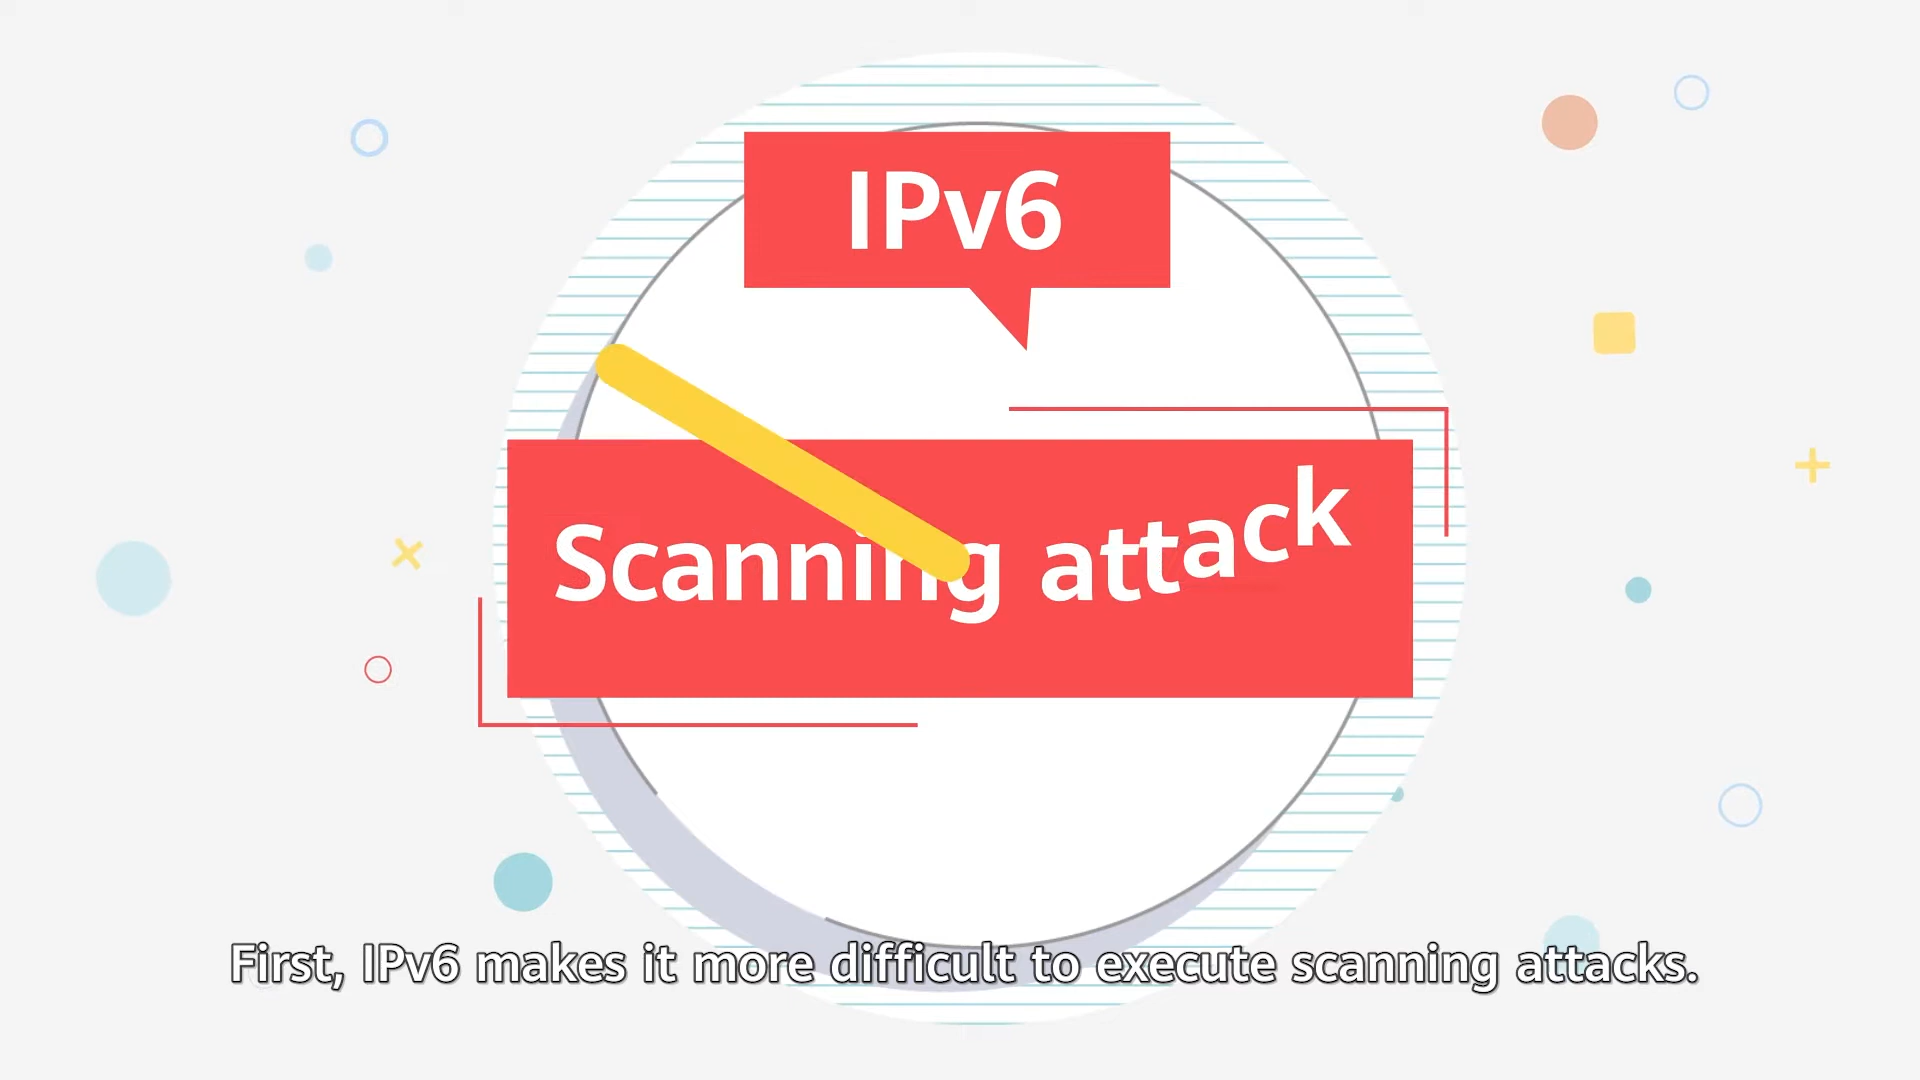 IPv6
Scanning attack
First, IPv6 makes it more difficult to execute scanning attacks.